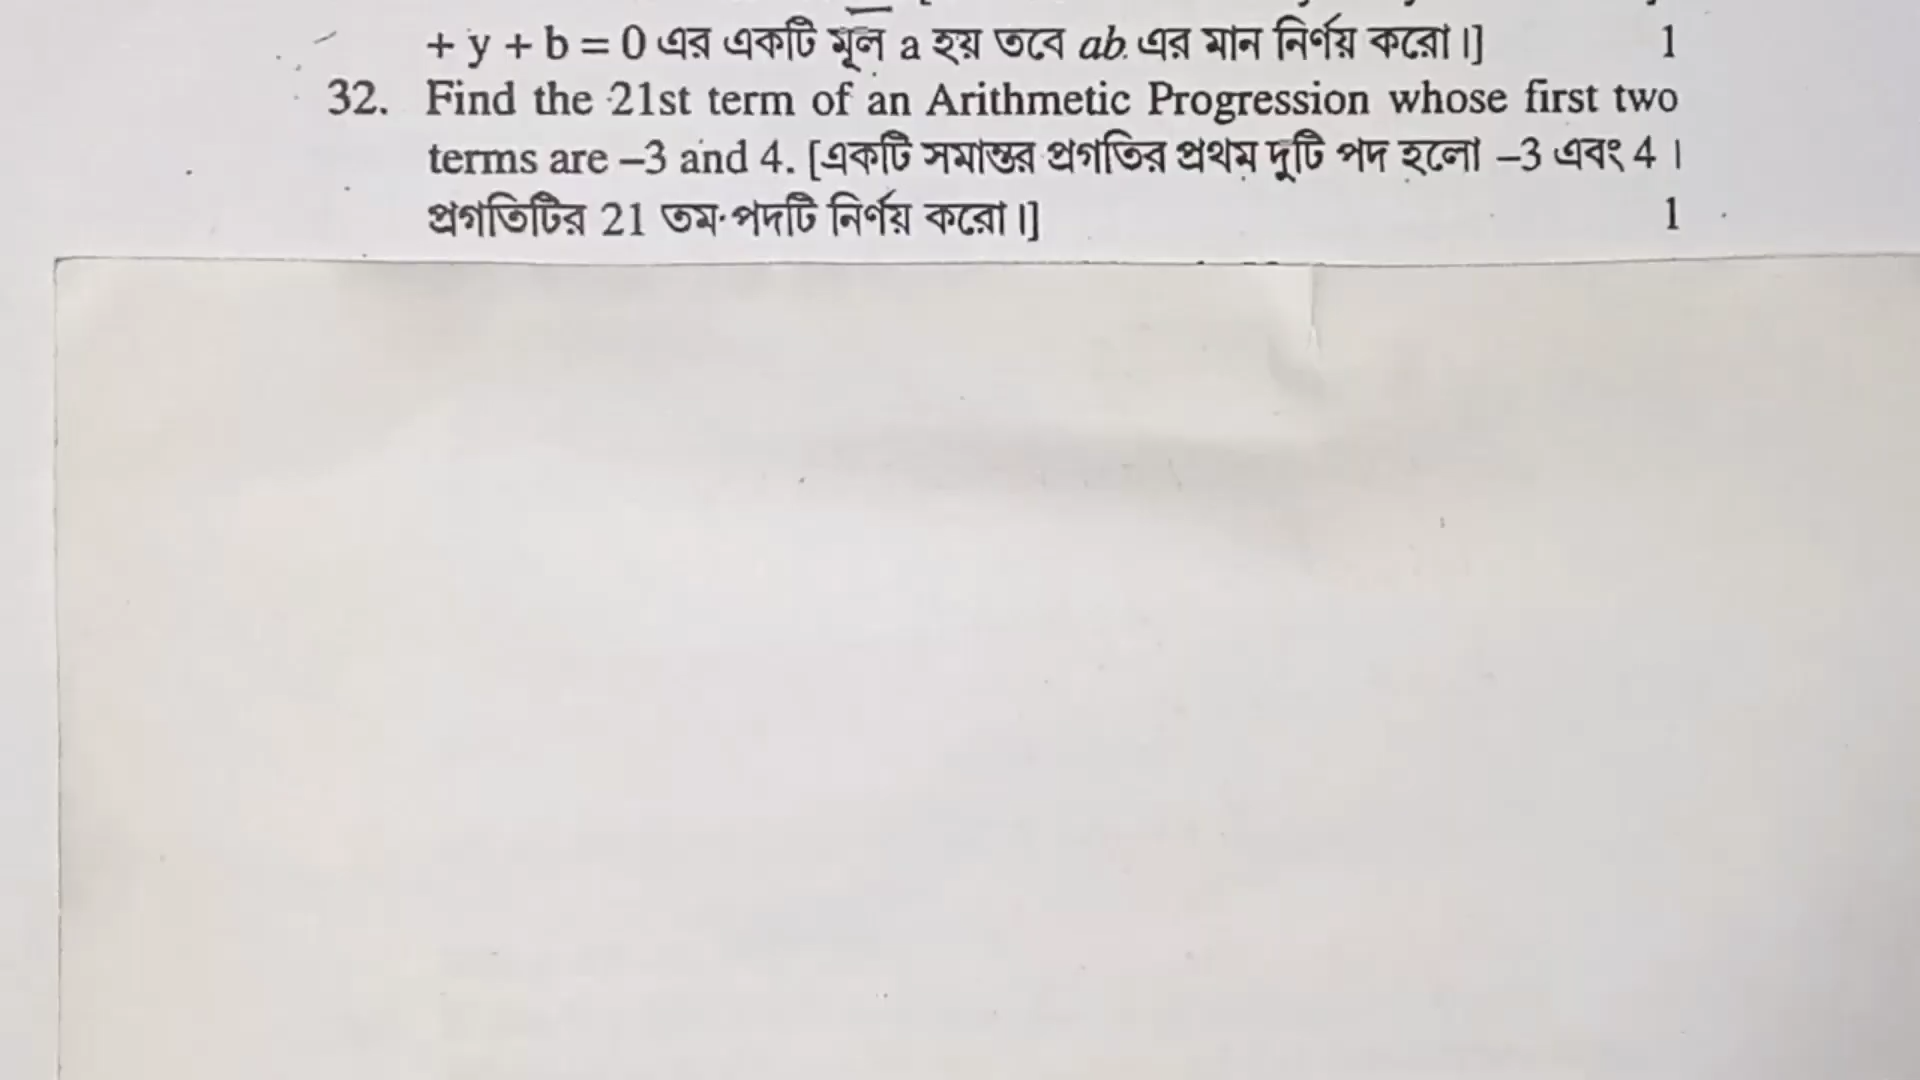 + y + b = 0 এর একটি মূল a হয় তবে ab এর মান নির্ণয় করো।] 1
32. Find the 21st term of an Arithmetic Progression whose first two
terms are –3 and 4. [একটি সমান্তর প্রগতির প্রথম দুটি পদ হলো –3 এবং 4।
প্রগতিটির 21 তম পদটি নির্ণয় করো।] 1